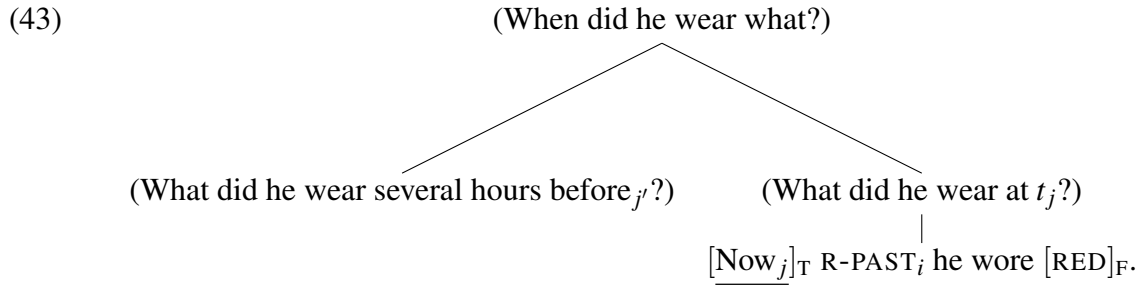 (43) (When did he wear what?)
(What did he wear several hours before_{j′}?) (What did he wear at t_j?)
[Now_j]_T R-PAST_i he wore [RED]_F.